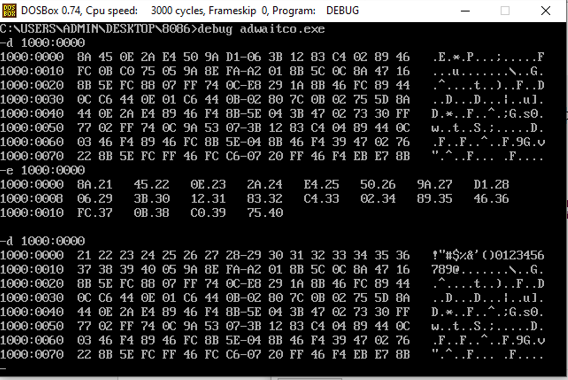 DOSBox 0.74, Cpu speed: 3000 cycles, Frameskip 0, Program: DEBUG
C:\USERS\ADMIN\DESKTOP\8086>debug adwaitco.exe
-d 1000:0000
1000:0000 8A 45 0E 2A E4 50 9A D1-06 3B 12 83 C4 02 89 46 .E.*.P...;.....F
1000:0010 FC 0B C0 75 05 9A 8E FA-A2 01 8B 5C 0C 8A 47 16 ...u.......\..G.
1000:0020 8B 5E FC 88 07 FF 74 0C-E8 29 1A 8B 46 FC 89 44 .^....t..)..F..D
1000:0030 0C C6 44 0E 01 C6 44 0B-02 80 7C 0B 02 75 5D 8A ..D...D...|..u].
1000:0040 44 0E 2A E4 89 46 F4 8B-5E 04 3B 47 02 73 30 FF D.*..F..^.;G.s0.
1000:0050 77 02 FF 74 0C 9A 53 07-3B 12 83 C4 04 89 44 0C w..t..S.;.....D.
1000:0060 03 46 F4 89 46 FC 8B 5E-04 8B 46 F4 39 47 02 76 .F..F..^..F.9G.v
1000:0070 22 8B 5E FC FF 46 FC C6-07 20 FF 46 F4 EB E7 8B ".^..F... .F....
-e 1000:0000
1000:0000 8A.21 45.22 0E.23 2A.24 E4.25 50.26 9A.27 D1.28
1000:0008 06.29 3B.30 12.31 83.32 C4.33 02.34 89.35 46.36
1000:0010 FC.37 0B.38 C0.39 75.40
-d 1000:0000
1000:0000 21 22 23 24 25 26 27 28-29 30 31 32 33 34 35 36 !"#$%&'()0123456
1000:0010 37 38 39 40 05 9A 8E FA-A2 01 8B 5C 0C 8A 47 16 789@.......\..G.
1000:0020 8B 5E FC 88 07 FF 74 0C-E8 29 1A 8B 46 FC 89 44 .^....t..)..F..D
1000:0030 0C C6 44 0E 01 C6 44 0B-02 80 7C 0B 02 75 5D 8A ..D...D...|..u].
1000:0040 44 0E 2A E4 89 46 F4 8B-5E 04 3B 47 02 73 30 FF D.*..F..^.;G.s0.
1000:0050 77 02 FF 74 0C 9A 53 07-3B 12 83 C4 04 89 44 0C w..t..S.;.....D.
1000:0060 03 46 F4 89 46 FC 8B 5E-04 8B 46 F4 39 47 02 76 .F..F..^..F.9G.v
1000:0070 22 8B 5E FC FF 46 FC C6-07 20 FF 46 F4 EB E7 8B ".^..F... .F....
-